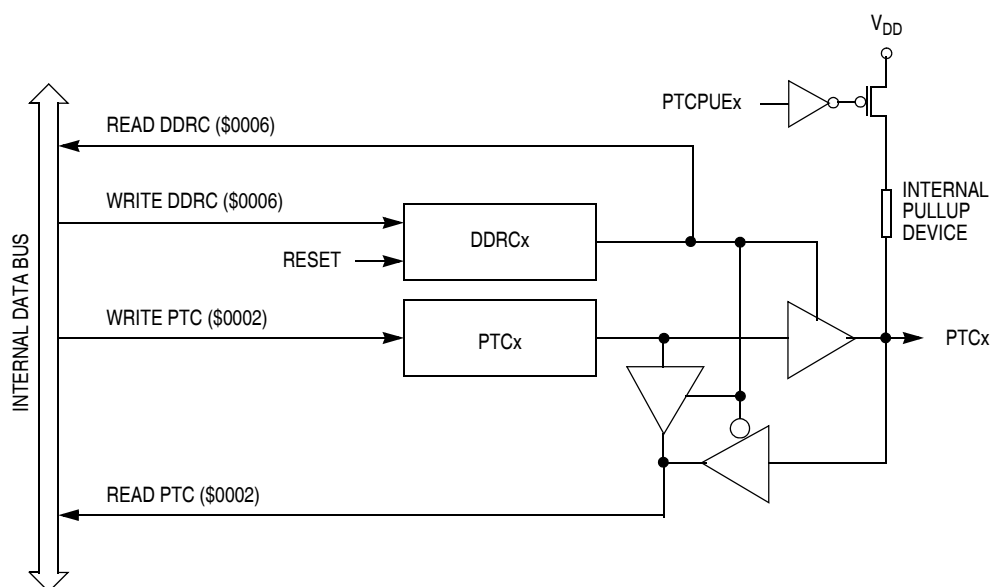 V_DD
PTCPUEx
READ DDRC ($0006)
WRITE DDRC ($0006)
INTERNAL
PULLUP
DEVICE
DDRCx
RESET
INTERNAL DATA BUS
WRITE PTC ($0002)
PTCx
PTCx
READ PTC ($0002)